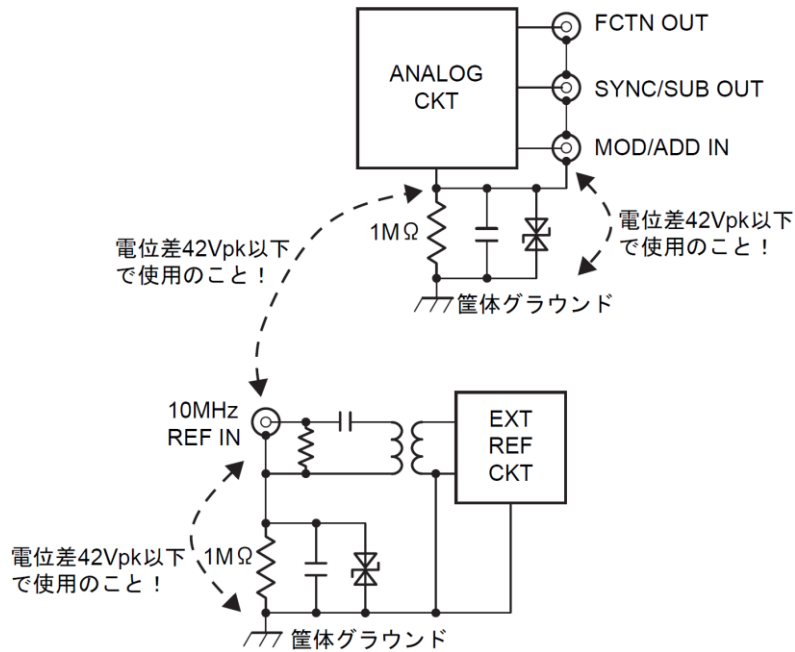 ANALOG
CKT
FCTN OUT
SYNC/SUB OUT
MOD/ADD IN
1MΩ
電位差42Vpk以下
で使用のこと！
電位差42Vpk以下
で使用のこと！
筐体グラウンド
10MHz
REF IN
EXT
REF
CKT
電位差42Vpk以下
で使用のこと！
1MΩ
筐体グラウンド